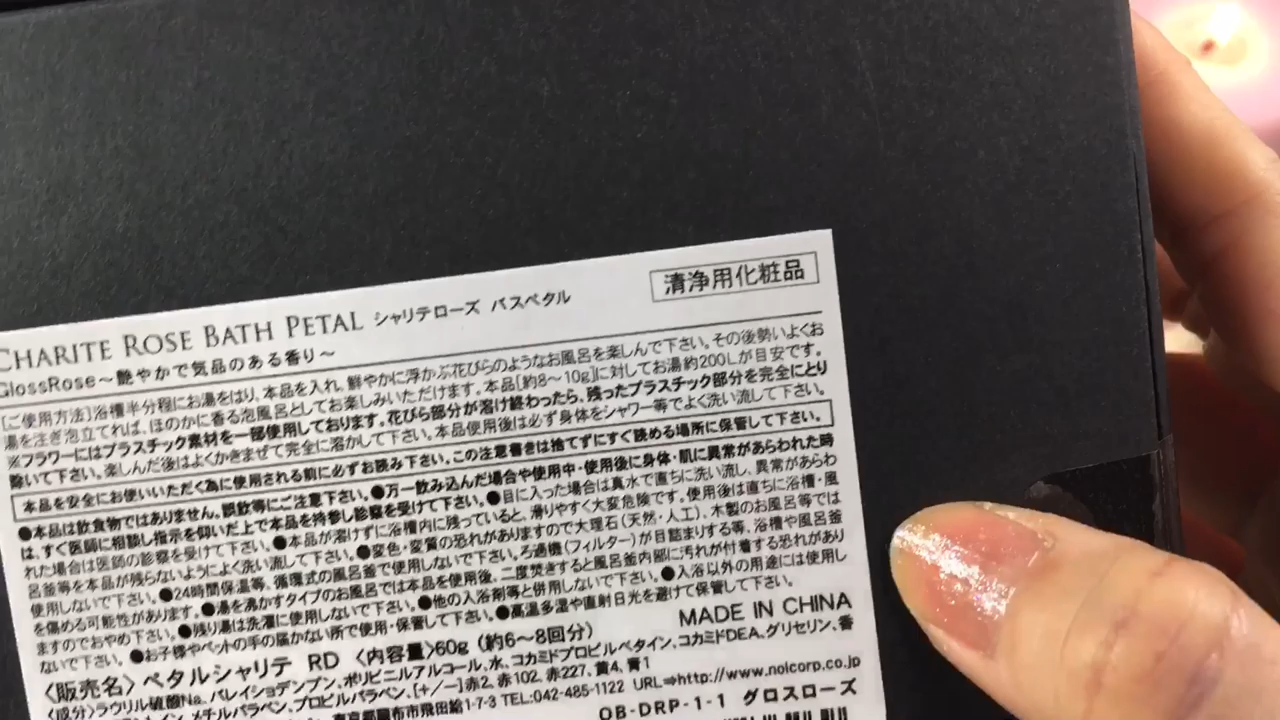 CHARITE ROSE BATH PETAL シャリテローズ バスペタル
清浄用化粧品
GlossRose～艶やかで気品のある香り～
[ご使用方法]浴槽半分程にお湯をはり、本品を入れ、鮮やかに浮かぶ花びらのようなお風呂を楽しんで下さい。その後勢いよくお
湯を注ぎ泡立てれば、ほのかに香る泡風呂としてお楽しみいただけます。本品[約8～10g]に対してお湯約200Lが目安です。
※フラワーにはプラスチック素材を一部使用しております。花びら部分が溶け終わったら、残ったプラスチック部分を完全にとり
除いて下さい。楽しんだ後はよくかきまぜて完全に溶かして下さい。本品使用後は必ず身体をシャワー等でよく洗い流して下さい。
本品を安全にお使いいただく為に使用される前に必ずお読み下さい。この注意書きは捨てずにすぐ読める場所に保管して下さい。
●本品は飲食物ではありません、誤飲等にご注意下さい。●万一飲み込んだ場合や使用中・使用後に身体・肌に異常があらわれた時
は、すぐ医師に相談し指示を仰いだ上で本品を持参し診察を受けて下さい。●目に入った場合は真水で直ちに洗い流し、異常があらわ
れた場合は医師の診察を受けて下さい。●本品が溶けずに浴槽内に残っていると、滑りやすく大変危険です。使用後は直ちに浴槽・風
呂釜等を本品が残らないようによく洗い流して下さい。●変色・変質の恐れがありますので大理石(天然・人工)、木製のお風呂等では
使用しないで下さい。●24時間保温等、循環式の風呂釜で使用しないで下さい。ろ過機(フィルター)が目詰まりする等、浴槽や風呂釜
を傷める可能性があります。●湯を沸かすタイプのお風呂では本品を使用後、二度焚きすると風呂釜内部に汚れが付着する恐れがあり
ますのでおやめ下さい。●残り湯は洗濯に使用しないで下さい。●他の入浴剤等と併用しないで下さい。●入浴以外の用途には使用し
ないで下さい。●お子様やペットの手の届かない所で使用・保管して下さい。●高温多湿や直射日光を避けて保管して下さい。
〈販売名〉ペタルシャリテ RD 〈内容量〉60g (約6～8回分) MADE IN CHINA
〈成分〉ラウリル硫酸Na、バレイショデンプン、ポリビニルアルコール、水、コカミドプロピルベタイン、コカミドDEA、グリセリン、香
メチルパラベン、プロピルパラベン、[+/-]赤2、赤102、赤227、黄4、青1
東京都調布市飛田給1-7-3 TEL:042-485-1122 URL⇒http://www.nolcorp.co.jp
OB-DRP-1-1 グロスローズ